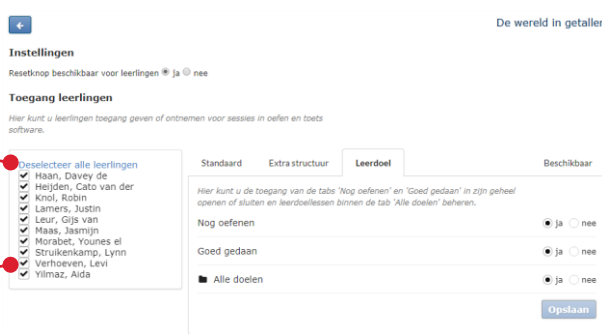 De wereld in getallen
Instellingen
Resetknop beschikbaar voor leerlingen ja nee
Toegang leerlingen
Hier kunt u leerlingen toegang geven of ontnemen voor sessies in oefen en toets
software.
Deselecteer alle leerlingen
Haan, Davey de
Heijden, Cato van der
Knol, Robin
Lamers, Justin
Leur, Gijs van
Maas, Jasmijn
Morabet, Younes el
Struikenkamp, Lynn
Verhoeven, Levi
Yilmaz, Aida
Standaard Extra structuur Leerdoel Beschikbaar
Hier kunt u de toegang van de tabs 'Nog oefenen' en 'Goed gedaan' in zijn geheel
openen of sluiten en leerdoellessen binnen de tab 'Alle doelen' beheren.
Nog oefenen ja nee
Goed gedaan ja nee
Alle doelen ja nee
Opslaan